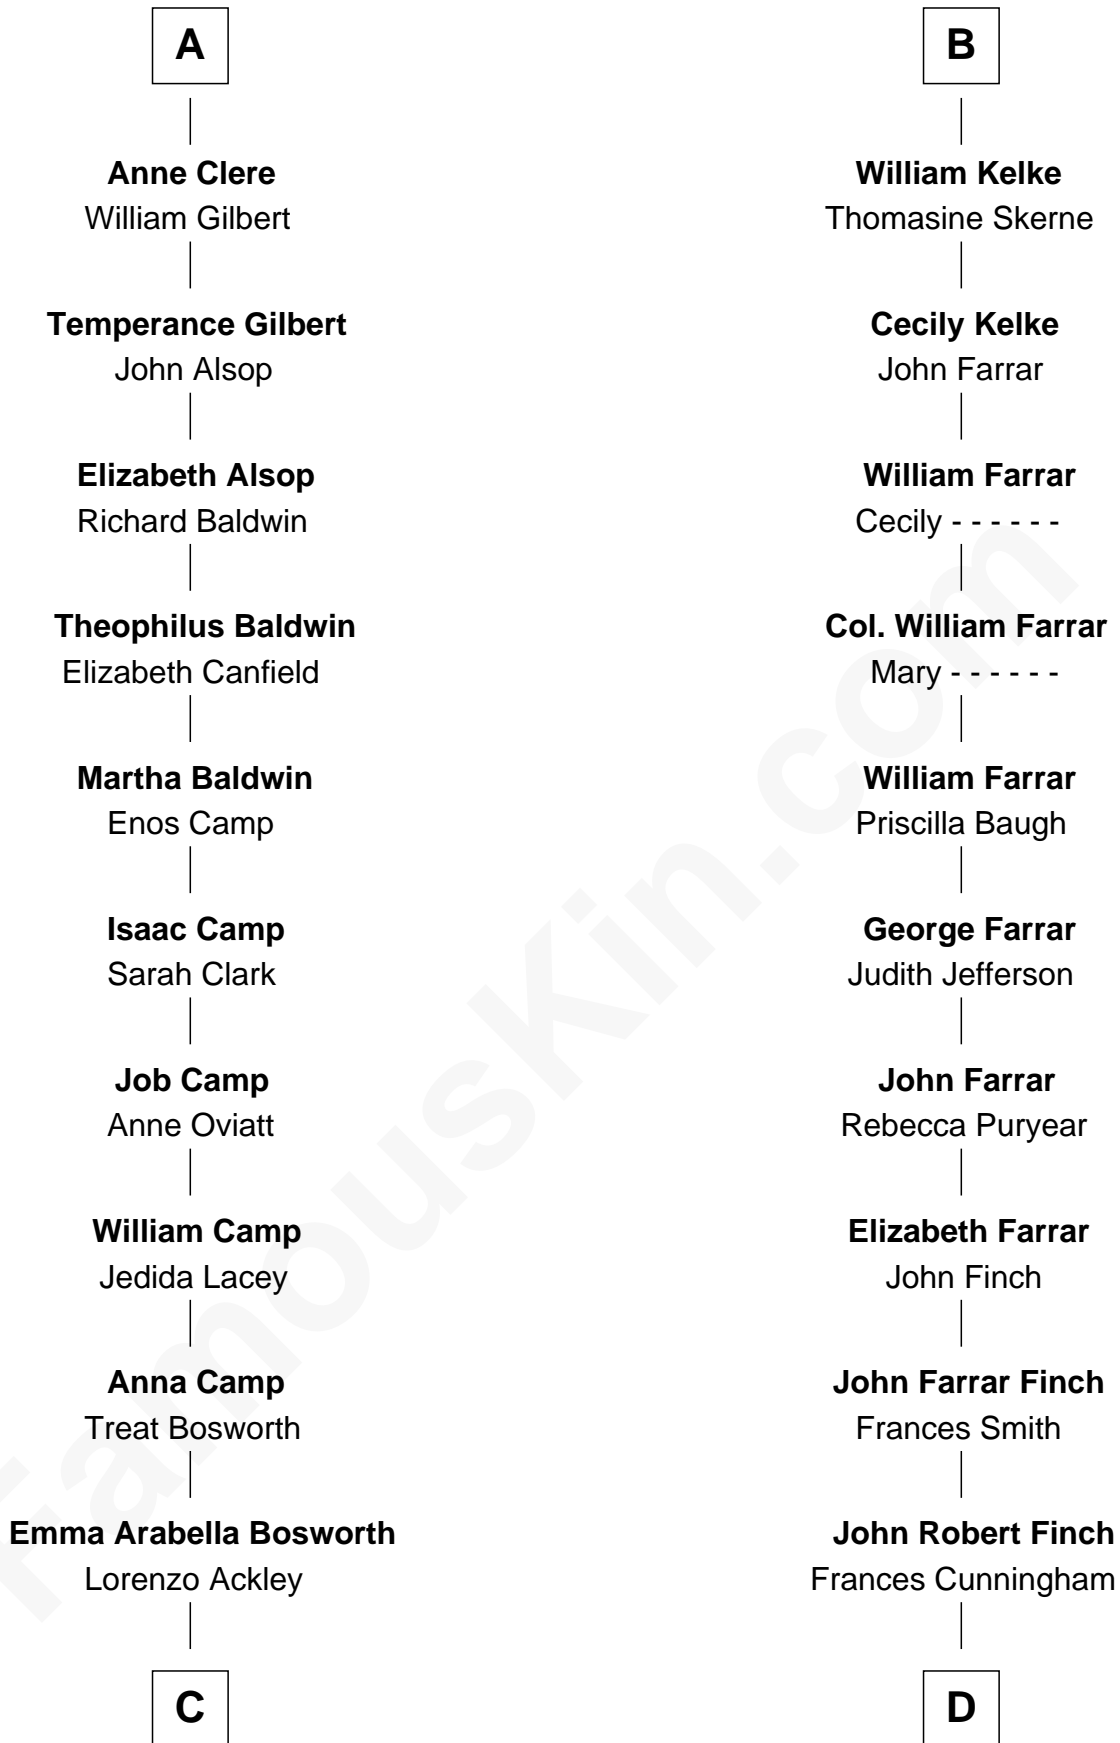 A
Anne Clere
William Gilbert
Temperance Gilbert
John Alsop
Elizabeth Alsop
Richard Baldwin
Theophilus Baldwin
Elizabeth Canfield
Martha Baldwin
Enos Camp
Isaac Camp
Sarah Clark
Job Camp
Anne Oviatt
William Camp
Jedida Lacey
Anna Camp
Treat Bosworth
Emma Arabella Bosworth
Lorenzo Ackley
C
B
William Kelke
Thomasine Skerne
Cecily Kelke
John Farrar
William Farrar
Cecily - - - - - -
Col. William Farrar
Mary - - - - - -
William Farrar
Priscilla Baugh
George Farrar
Judith Jefferson
John Farrar
Rebecca Puryear
Elizabeth Farrar
John Finch
John Farrar Finch
Frances Smith
John Robert Finch
Frances Cunningham
D
FamousKin.com